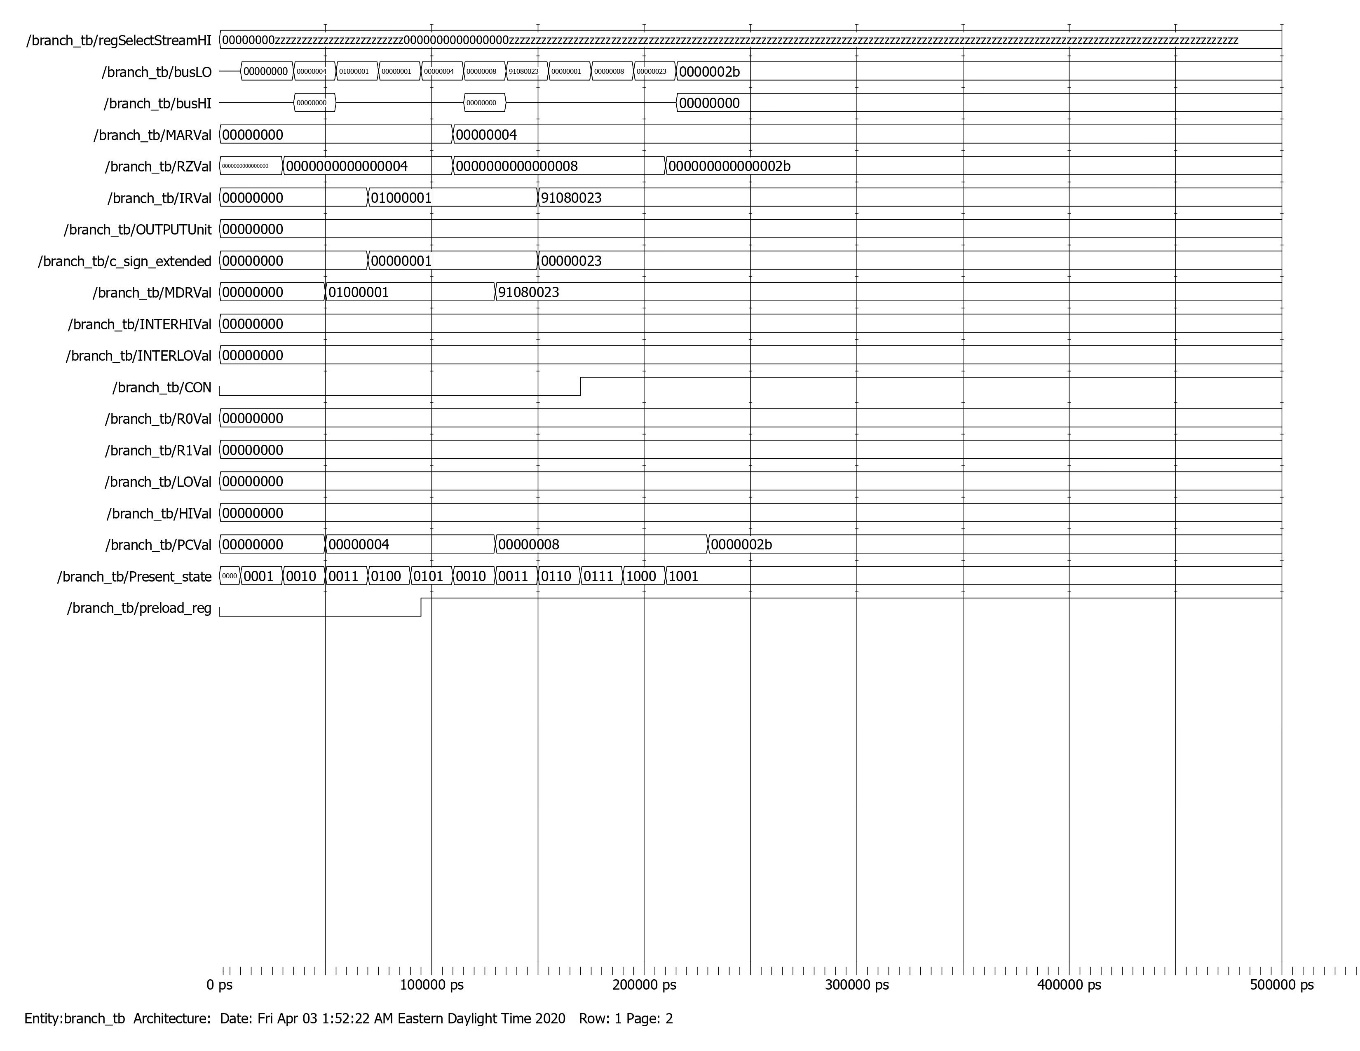 /branch_tb/regSelectStreamHI
/branch_tb/busLO 00000000 00000004 01000001 00000001 00000004 00000008 91080023 00000001 00000008 00000023 0000002b
/branch_tb/busHI 00000000 00000000 00000000
/branch_tb/MARVal 00000000 00000004
/branch_tb/RZVal 0000000000000000 0000000000000004 0000000000000008 000000000000002b
/branch_tb/IRVal 00000000 01000001 91080023
/branch_tb/OUTPUTUnit 00000000
/branch_tb/c_sign_extended 00000000 00000001 00000023
/branch_tb/MDRVal 00000000 01000001 91080023
/branch_tb/INTERHIVal 00000000
/branch_tb/INTERLOVal 00000000
/branch_tb/CON
/branch_tb/R0Val 00000000
/branch_tb/R1Val 00000000
/branch_tb/LOVal 00000000
/branch_tb/HIVal 00000000
/branch_tb/PCVal 00000000 00000004 00000008 0000002b
/branch_tb/Present_state 0000 0001 0010 0011 0100 0101 0010 0011 0110 0111 1000 1001
/branch_tb/preload_reg
0 ps 100000 ps 200000 ps 300000 ps 400000 ps 500000 ps
Entity:branch_tb Architecture: Date: Fri Apr 03 1:52:22 AM Eastern Daylight Time 2020 Row: 1 Page: 2